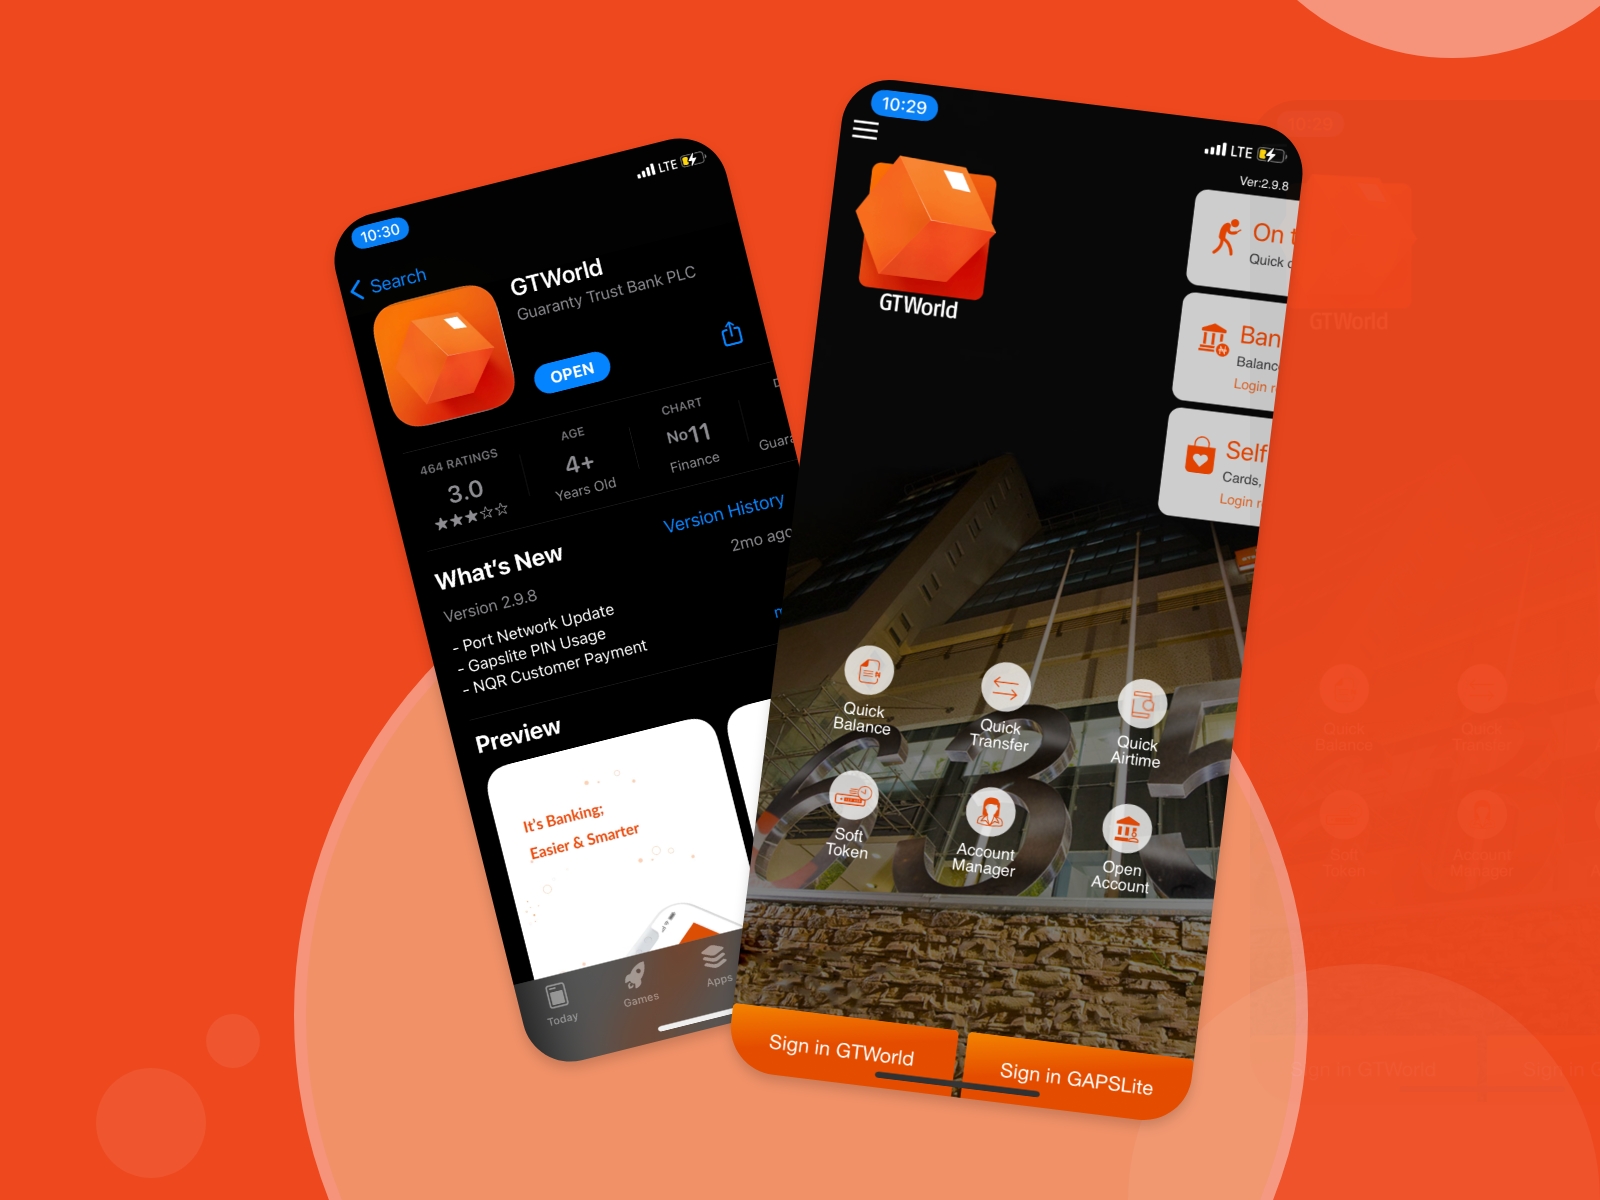 10:30
LTE
Search
GTWorld
Guaranty Trust Bank PLC
OPEN
464 RATINGS
3.0
AGE
4+
Years Old
CHART
No11
Finance
D
Guara
What's New
Version History
Version 2.9.8
2mo ago
- Port Network Update
- Gapslite PIN Usage
- NQR Customer Payment
m
Preview
It's Banking;
Easier & Smarter
Today
Games
Apps
10:29
LTE
Ver:2.9.8
GTWorld
On t
Quick
Ban
Balanc
Login r
Self
Cards,
Login r
635
Quick
Balance
Quick
Transfer
Quick
Airtime
Soft
Token
Account
Manager
Open
Account
Sign in GTWorld
Sign in GAPSLite
10:29
GTWorld
Quick
Balance
Quick
Transfer
Soft
Token
Account
Manager
Sign in GTWorld
Sign in G